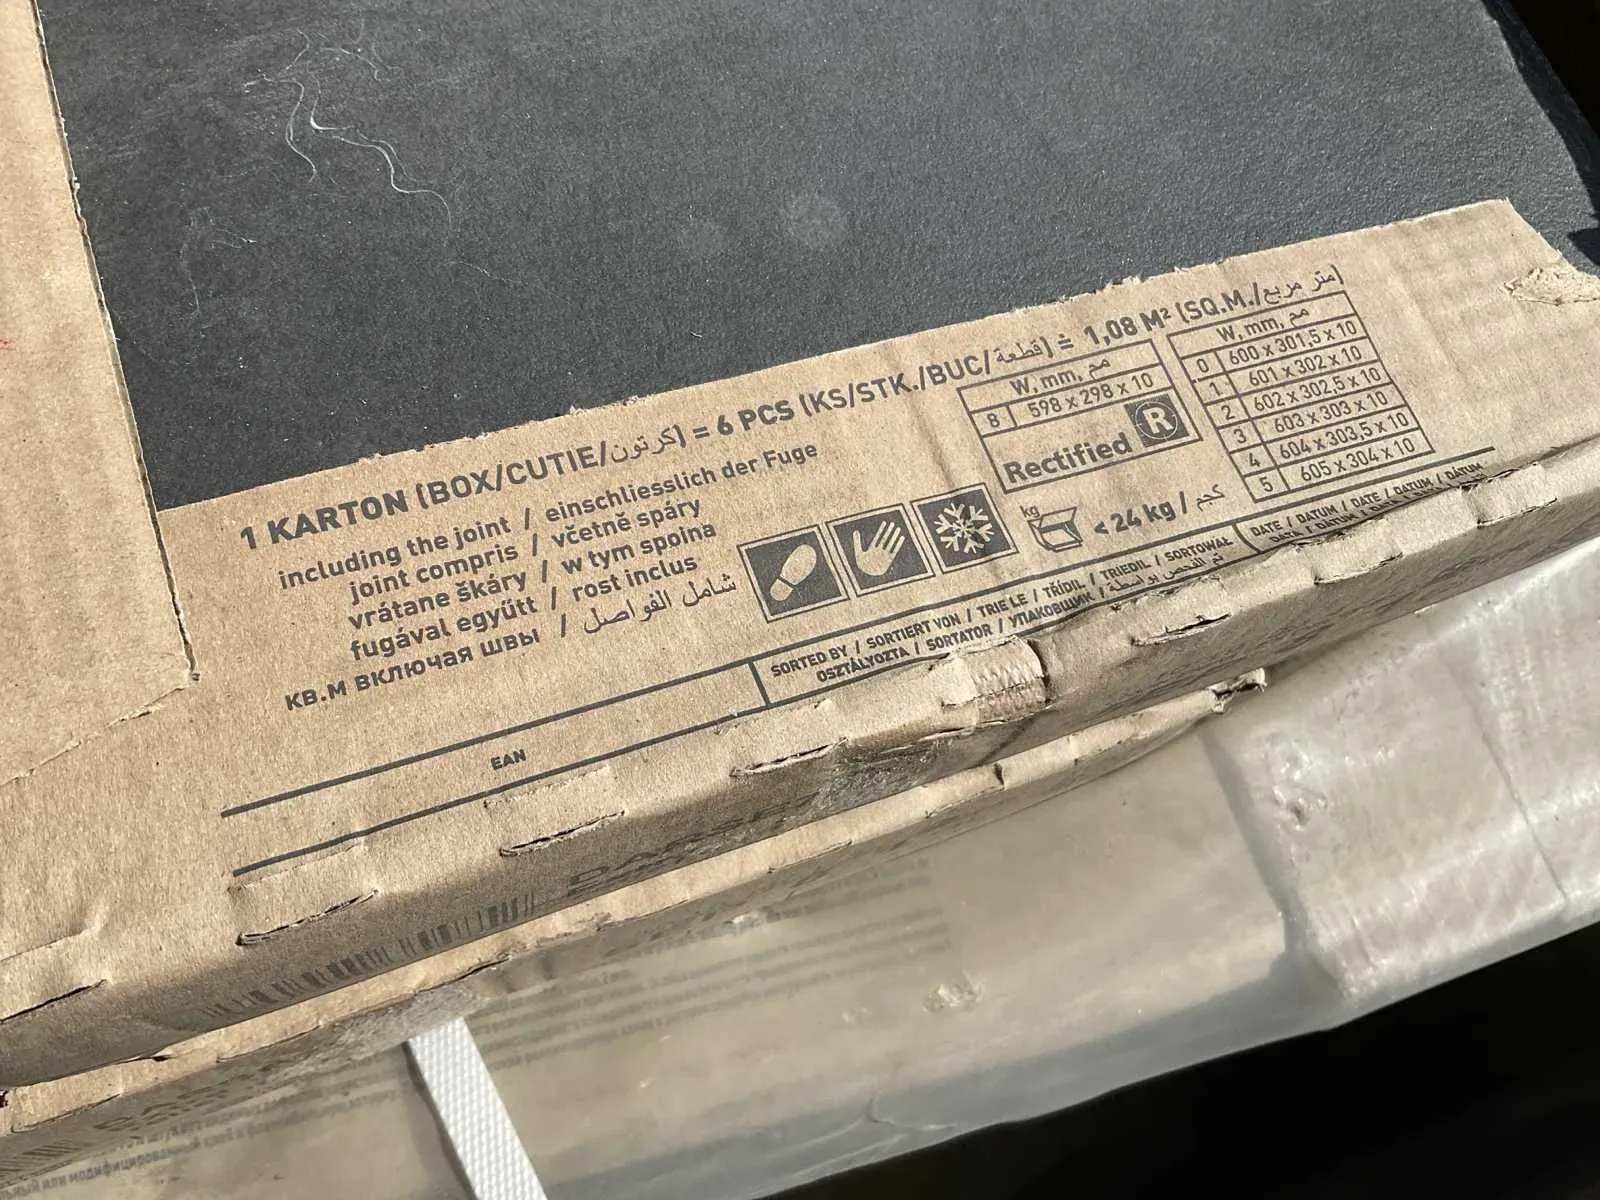 1 KARTON (BOX/CUTIE/كرتون) = 6 PCS (KS/STK./BUC/قطعة) ≐ 1,08 M² (SQ.M./متر مربع)
including the joint / einschliesslich der Fuge
joint compris / včetně spáry
vrátane škáry / w tym spoina
fugával együtt / rost inclus
КВ.М ВКЛЮЧАЯ ШВЫ / شامل الفواصل
W, mm, مم
8 598 x 298 x 10
Rectified R
W, mm, مم
0 600 x 301,5 x 10
1 601 x 302 x 10
2 602 x 302,5 x 10
3 603 x 303 x 10
4 604 x 303,5 x 10
5 605 x 304 x 10
kg < 24 kg / كجم
SORTED BY / SORTIERT VON / TRIE LE / TŘÍDIL / TRIEDIL / SORTOWAŁ
OSZTÁLYOZTA / SORTATOR / УПАКОВЩИК / تم الفحص بواسطة
DATE / DATUM / DATE / DATUM / DÁTUM
EAN